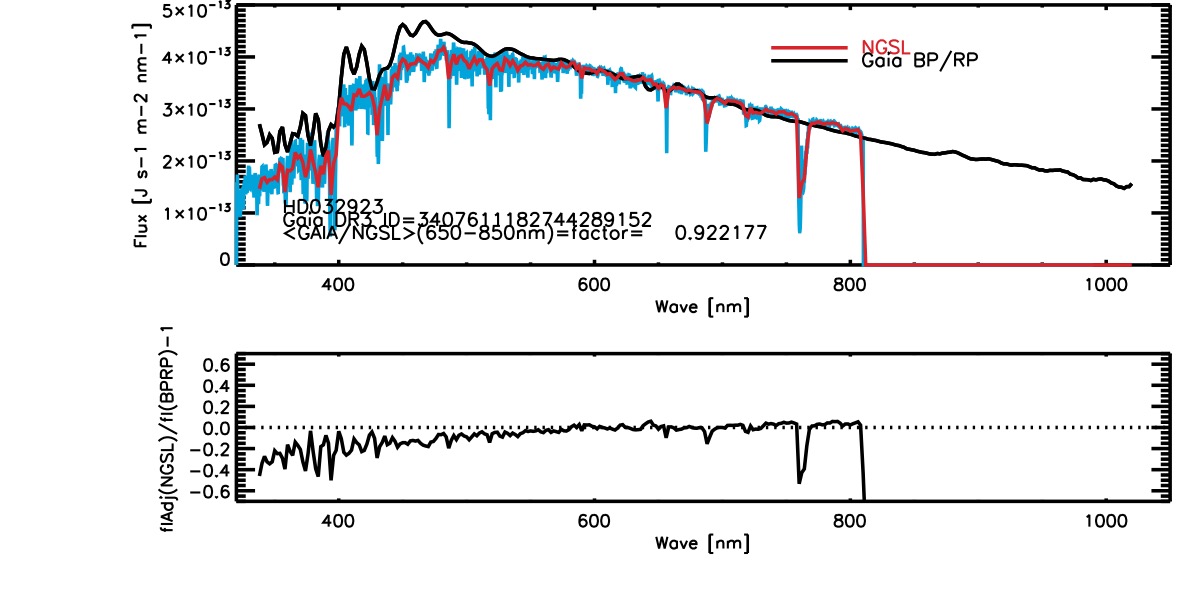 5×10−13
4×10−13
3×10−13
2×10−13
1×10−13
0
Flux [J s−1 m−2 nm−1]
NGSL
Gaia BP/RP
HD032923
Gaia DR3 ID=3407611182744289152
<GAIA/NGSL>(650−850nm)=factor= 0.922177
400 600 800 1000
Wave [nm]
flAdj(NGSL)/fl(BPRP)−1
0.6
0.4
0.2
0.0
−0.2
−0.4
−0.6
400 600 800 1000
Wave [nm]